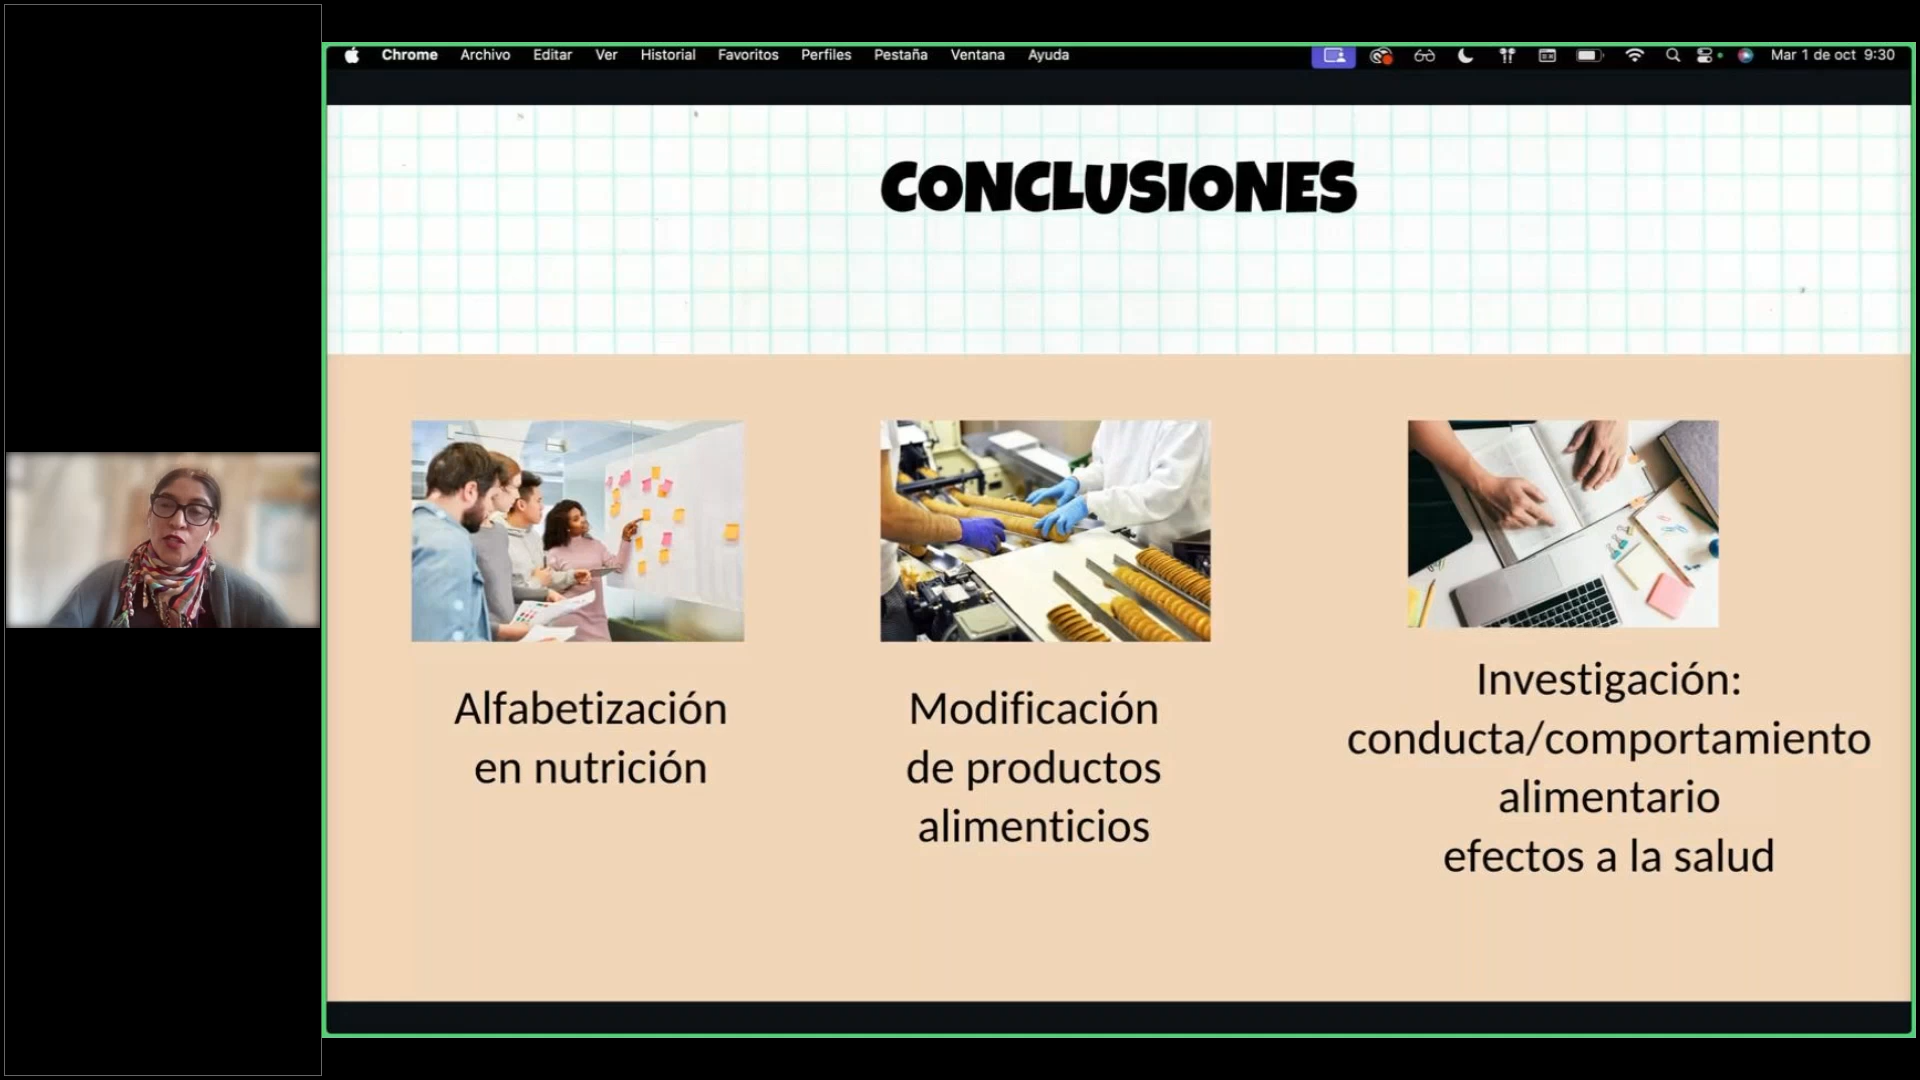 Chrome Archivo Editar Ver Historial Favoritos Perfiles Pestaña Ventana Ayuda Mar 1 de oct 9:30
CONCLUSIONES
Alfabetización
en nutrición
Modificación
de productos
alimenticios
Investigación:
conducta/comportamiento
alimentario
efectos a la salud